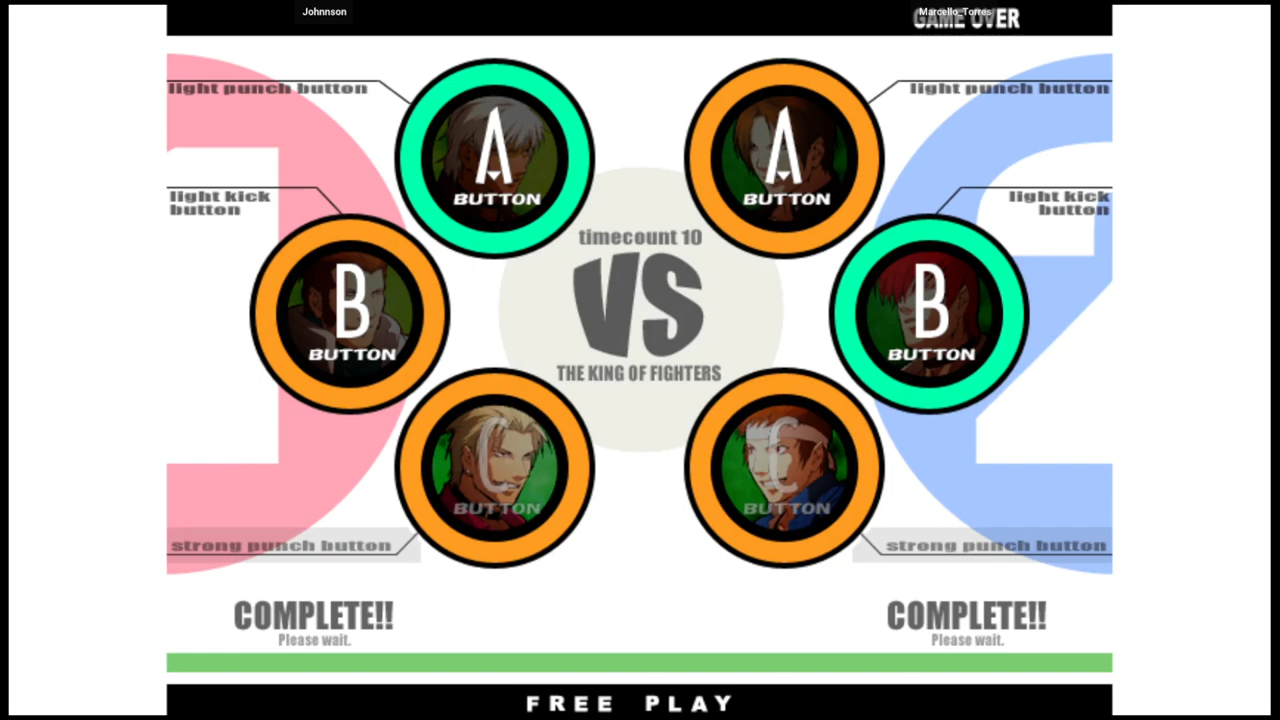 Johnnson
Marcello_Torres
GAME OVER
light punch button
A
BUTTON
A
BUTTON
light punch button
light kick
button
B
BUTTON
timecount 10
VS
THE KING OF FIGHTERS
light kick
button
B
BUTTON
C
BUTTON
C
BUTTON
strong punch button
strong punch button
COMPLETE!!
Please wait.
COMPLETE!!
Please wait.
1
2
FREE PLAY